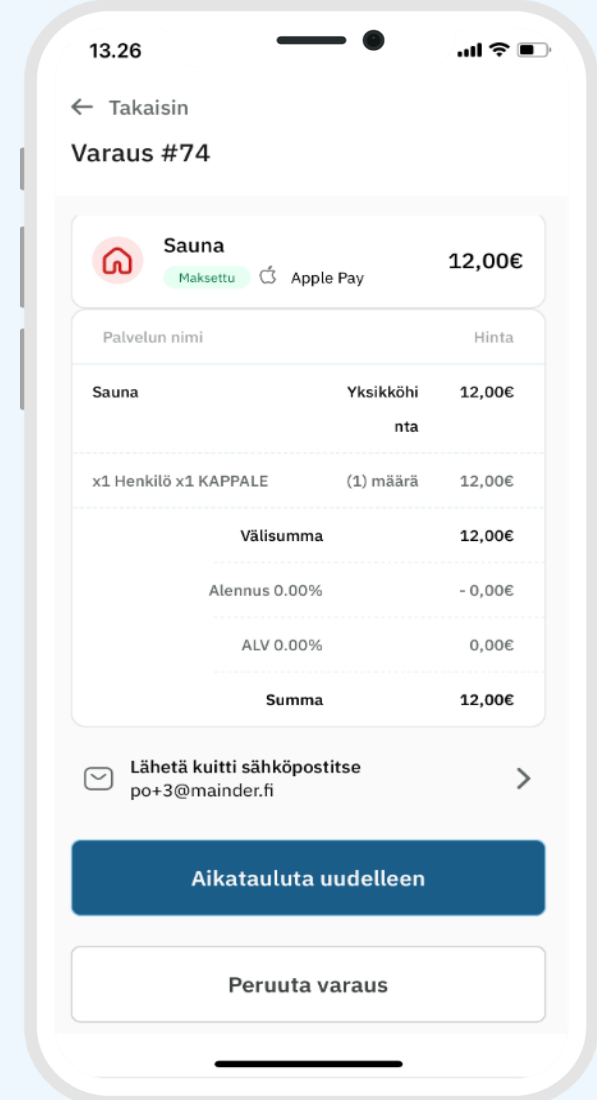 13.26
← Takaisin
Varaus #74
Sauna
12,00€
Maksettu Apple Pay
Palvelun nimi Hinta
Sauna Yksikköhi 12,00€
nta
x1 Henkilö x1 KAPPALE (1) määrä 12,00€
Välisumma 12,00€
Alennus 0.00% - 0,00€
ALV 0.00% 0,00€
Summa 12,00€
Lähetä kuitti sähköpostitse
po+3@mainder.fi
Aikatauluta uudelleen
Peruuta varaus